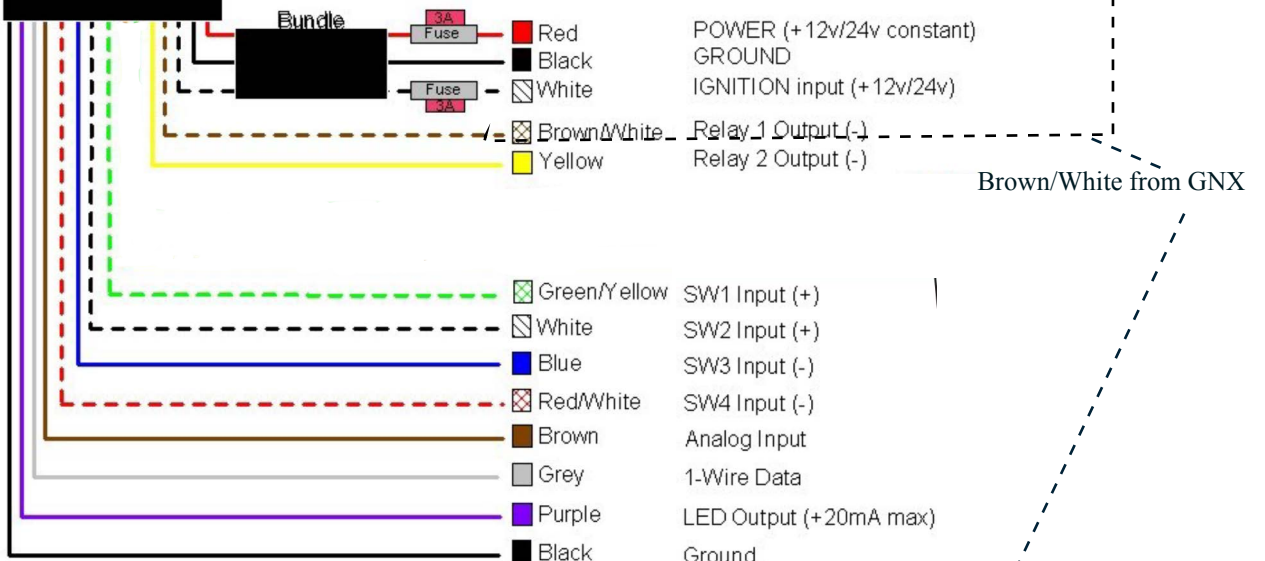 Bundle
3A
Fuse
Red POWER (+12v/24v constant)
Black GROUND
Fuse White IGNITION input (+12v/24v)
3A
Brown/White Relay 1 Output (-)
Yellow Relay 2 Output (-)
Brown/White from GNX
Green/Yellow SW1 Input (+)
White SW2 Input (+)
Blue SW3 Input (-)
Red/White SW4 Input (-)
Brown Analog Input
Grey 1-Wire Data
Purple LED Output (+20mA max)
Black Ground